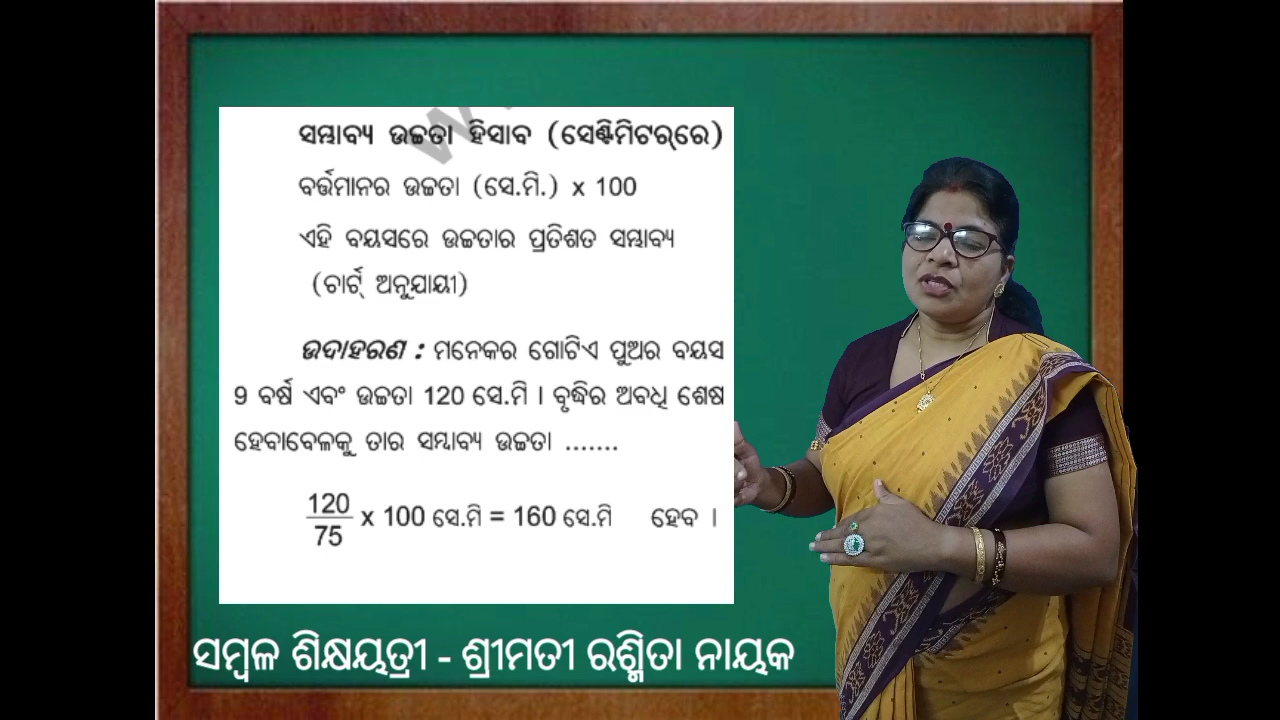 ସମ୍ଭାବ୍ୟ ଉଚ୍ଚତା ହିସାବ (ସେଣ୍ଟିମିଟର୍‌ରେ)
ବର୍ତ୍ତମାନର ଉଚ୍ଚତା (ସେ.ମି.) x 100
ଏହି ବୟସରେ ଉଚ୍ଚତାର ପ୍ରତିଶତ ସମ୍ଭାବ୍ୟ
(ଚାର୍ଟ୍ ଅନୁଯାୟୀ)
ଉଦାହରଣ : ମନେକର ଗୋଟିଏ ପୁଅର ବୟସ
9 ବର୍ଷ ଏବଂ ଉଚ୍ଚତା 120 ସେ.ମି । ବୃଦ୍ଧିର ଅବଧି ଶେଷ
ହେବାବେଳକୁ ତାର ସମ୍ଭାବ୍ୟ ଉଚ୍ଚତା .......
120/75 x 100 ସେ.ମି = 160 ସେ.ମି ହେବ ।
ସମ୍ବଳ ଶିକ୍ଷୟତ୍ରୀ - ଶ୍ରୀମତୀ ରଶ୍ମିତା ନାୟକ